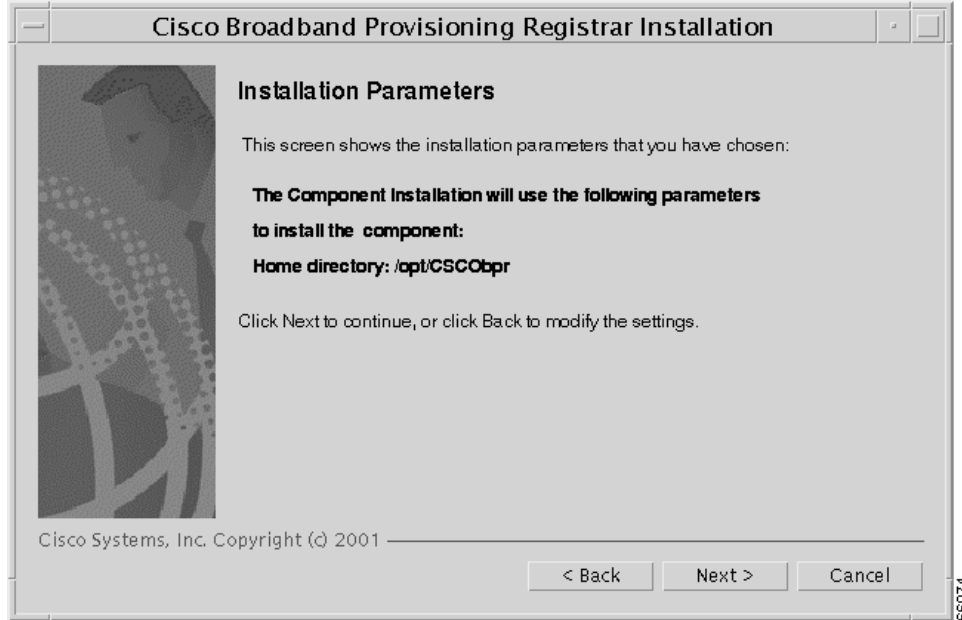 Cisco Broadband Provisioning Registrar Installation
Installation Parameters
This screen shows the installation parameters that you have chosen:
The Component Installation will use the following parameters
to install the component:
Home directory: /opt/CSCObpr
Click Next to continue, or click Back to modify the settings.
Cisco Systems, Inc. Copyright (c) 2001
< Back
Next >
Cancel